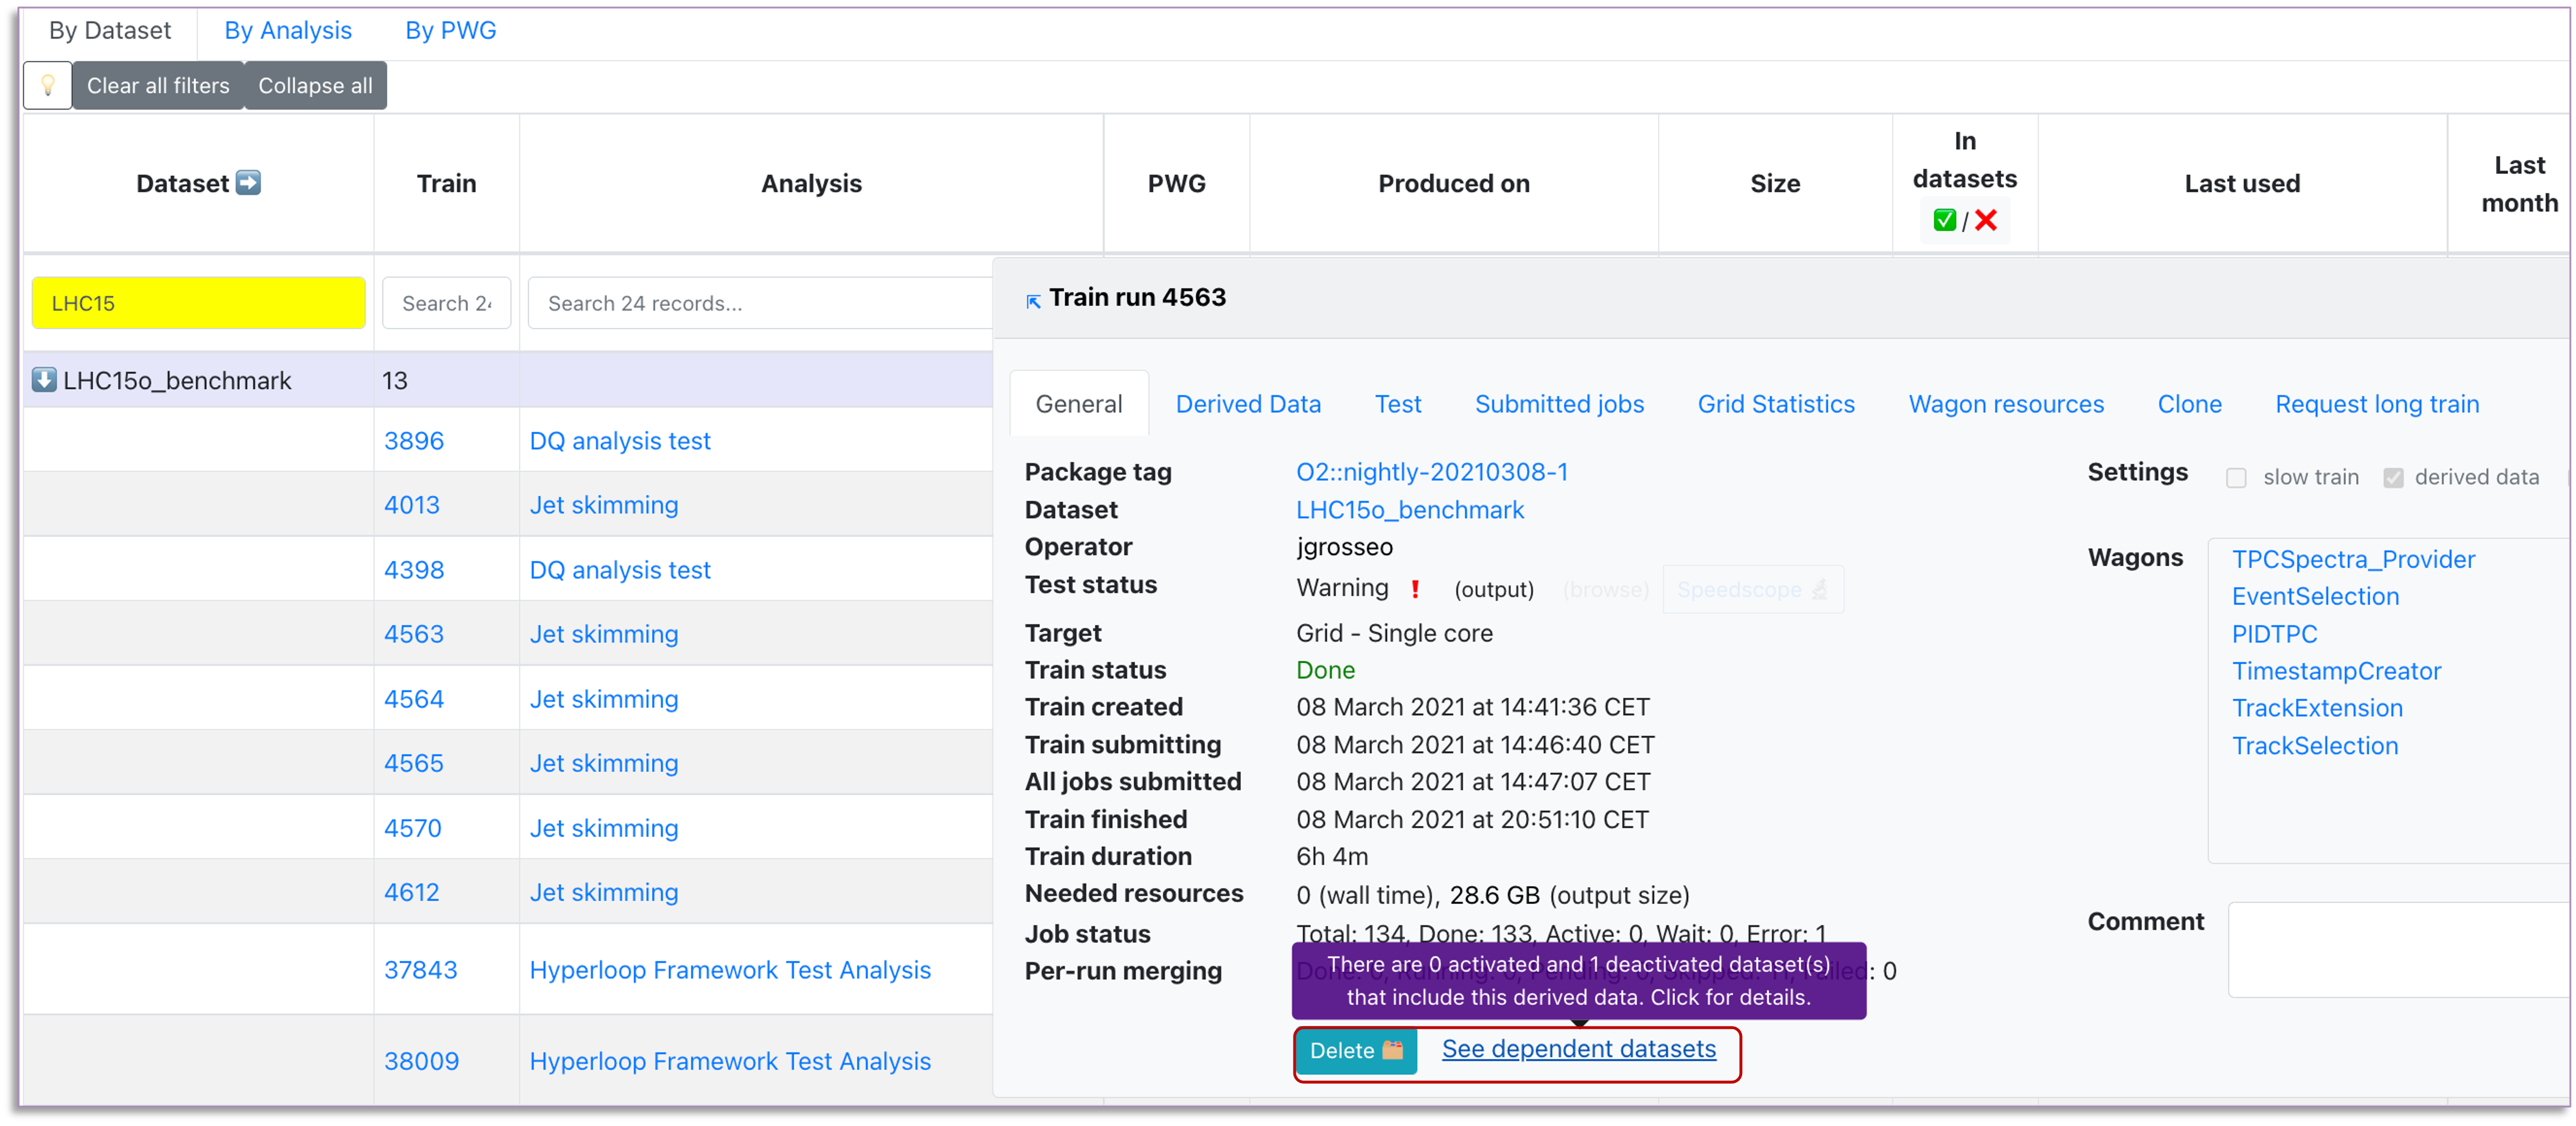 By Dataset By Analysis By PWG
Clear all filters Collapse all
Dataset Train Analysis PWG Produced on Size In datasets / Last used Last month
LHC15 Search 24 Search 24 records...
LHC15o_benchmark 13
3896 DQ analysis test
4013 Jet skimming
4398 DQ analysis test
4563 Jet skimming
4564 Jet skimming
4565 Jet skimming
4570 Jet skimming
4612 Jet skimming
37843 Hyperloop Framework Test Analysis
38009 Hyperloop Framework Test Analysis
Train run 4563
General Derived Data Test Submitted jobs Grid Statistics Wagon resources Clone Request long train
Package tag O2::nightly-20210308-1
Dataset LHC15o_benchmark
Operator jgrosseo
Test status Warning (output) (browse) Speedscope
Target Grid - Single core
Train status Done
Train created 08 March 2021 at 14:41:36 CET
Train submitting 08 March 2021 at 14:46:40 CET
All jobs submitted 08 March 2021 at 14:47:07 CET
Train finished 08 March 2021 at 20:51:10 CET
Train duration 6h 4m
Needed resources 0 (wall time), 28.6 GB (output size)
Job status Total: 134, Done: 133, Active: 0, Wait: 0, Error: 1
Per-run merging : 0
There are 0 activated and 1 deactivated dataset(s)
that include this derived data. Click for details.
Delete See dependent datasets
Settings slow train derived data
Wagons TPCSpectra_Provider
EventSelection
PIDTPC
TimestampCreator
TrackExtension
TrackSelection
Comment